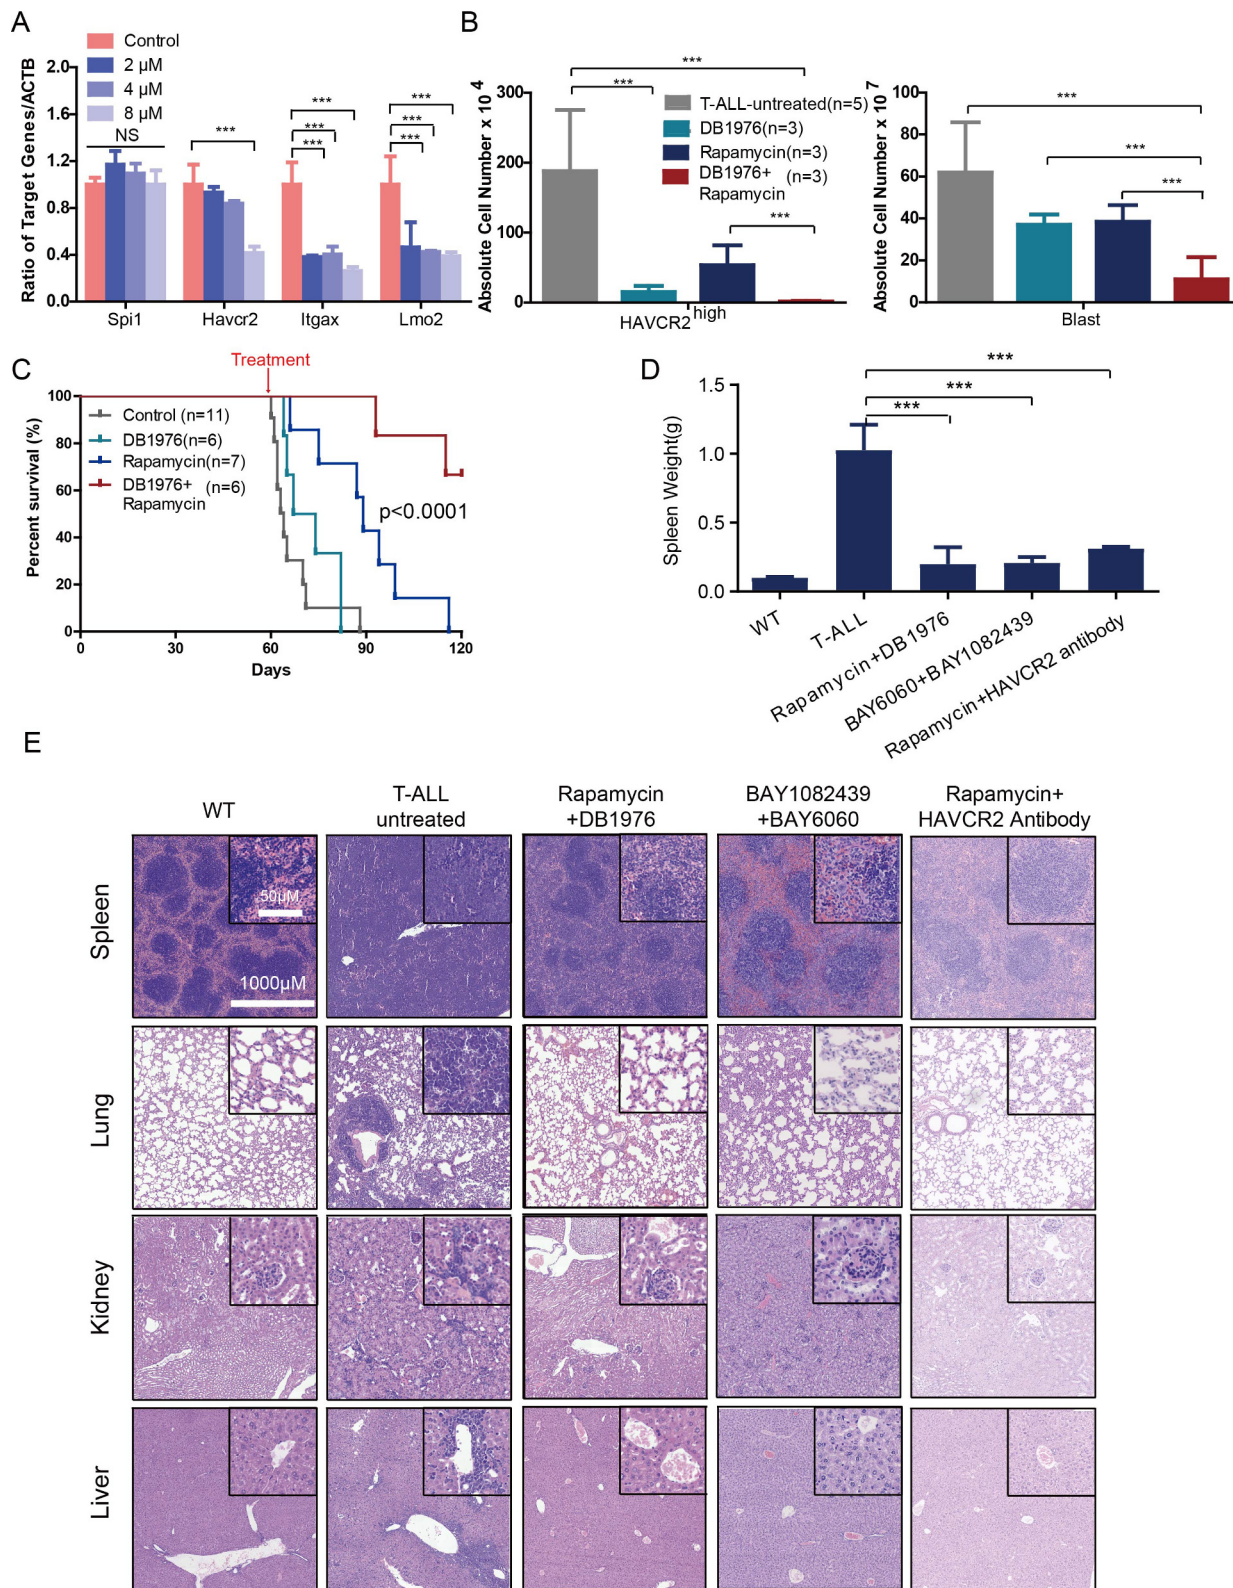 A
Control
2 µM
4 µM
8 µM
Ratio of Target Genes/ACTB
2.0
1.6
1.2
0.8
0.4
0.0
NS
***
***
***
***
***
***
***
Spi1
Havcr2
Itgax
Lmo2
B
Absolute Cell Number x 10⁴
300
200
100
0
***
***
***
T-ALL-untreated(n=5)
DB1976(n=3)
Rapamycin(n=3)
DB1976+ (n=3)
Rapamycin
HAVCR2high
Absolute Cell Number x 10⁷
100
80
60
40
20
0
***
***
***
Blast
C
Treatment
Percent survival (%)
100
80
60
40
20
0
Control (n=11)
DB1976(n=6)
Rapamycin(n=7)
DB1976+ (n=6)
Rapamycin
p<0.0001
0
30
60
90
120
Days
D
Spleen Weight(g)
1.5
1.0
0.5
0.0
***
***
***
WT
T-ALL
Rapamycin+DB1976
BAY6060+BAY1082439
Rapamycin+HAVCR2 antibody
E
WT
T-ALL
untreated
Rapamycin
+DB1976
BAY1082439
+BAY6060
Rapamycin+
HAVCR2 Antibody
Spleen
50µM
1000µM
Lung
Kidney
Liver